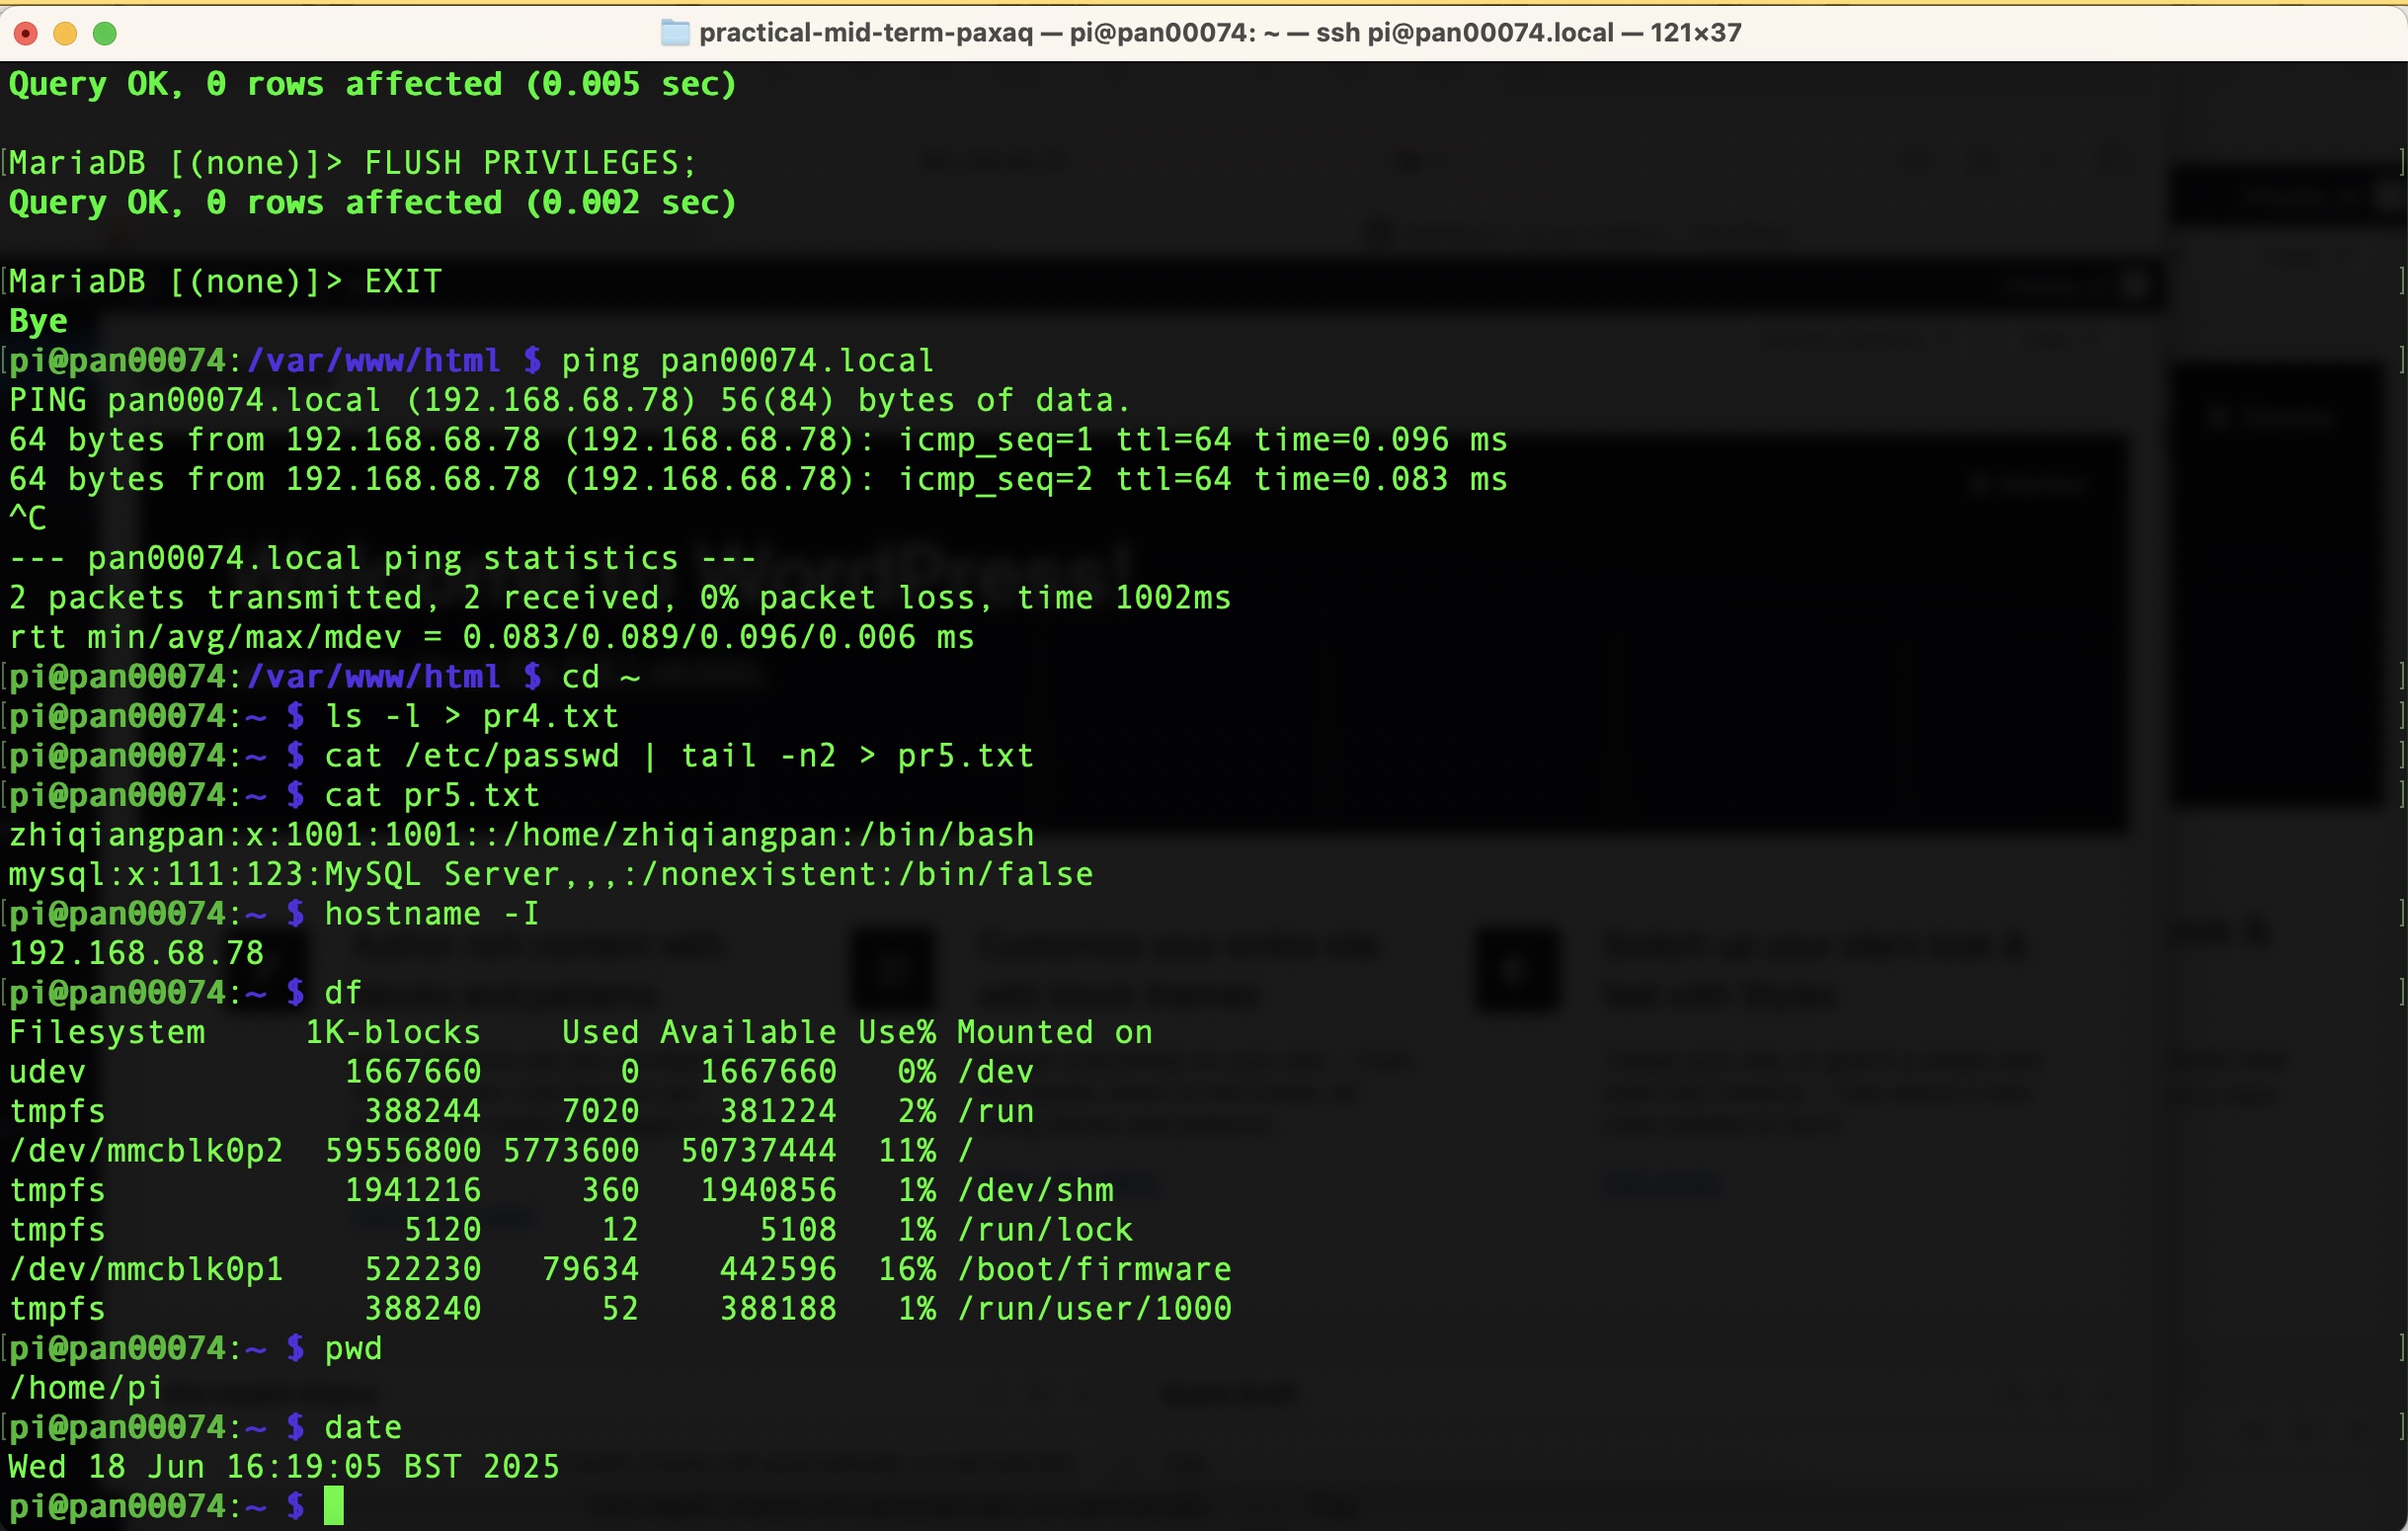 practical-mid-term-paxaq — pi@pan00074: ~ — ssh pi@pan00074.local — 121×37
Query OK, 0 rows affected (0.005 sec)
MariaDB [(none)]> FLUSH PRIVILEGES;
Query OK, 0 rows affected (0.002 sec)
MariaDB [(none)]> EXIT
Bye
pi@pan00074:/var/www/html $ ping pan00074.local
PING pan00074.local (192.168.68.78) 56(84) bytes of data.
64 bytes from 192.168.68.78 (192.168.68.78): icmp_seq=1 ttl=64 time=0.096 ms
64 bytes from 192.168.68.78 (192.168.68.78): icmp_seq=2 ttl=64 time=0.083 ms
^C
--- pan00074.local ping statistics ---
2 packets transmitted, 2 received, 0% packet loss, time 1002ms
rtt min/avg/max/mdev = 0.083/0.089/0.096/0.006 ms
pi@pan00074:/var/www/html $ cd ~
pi@pan00074:~ $ ls -l > pr4.txt
pi@pan00074:~ $ cat /etc/passwd | tail -n2 > pr5.txt
pi@pan00074:~ $ cat pr5.txt
zhiqiangpan:x:1001:1001::/home/zhiqiangpan:/bin/bash
mysql:x:111:123:MySQL Server,,,:/nonexistent:/bin/false
pi@pan00074:~ $ hostname -I
192.168.68.78
pi@pan00074:~ $ df
Filesystem     1K-blocks    Used Available Use% Mounted on
udev             1667660       0   1667660   0% /dev
tmpfs             388244    7020    381224   2% /run
/dev/mmcblk0p2  59556800 5773600  50737444  11% /
tmpfs            1941216     360   1940856   1% /dev/shm
tmpfs               5120      12      5108   1% /run/lock
/dev/mmcblk0p1    522230   79634    442596  16% /boot/firmware
tmpfs             388240      52    388188   1% /run/user/1000
pi@pan00074:~ $ pwd
/home/pi
pi@pan00074:~ $ date
Wed 18 Jun 16:19:05 BST 2025
pi@pan00074:~ $